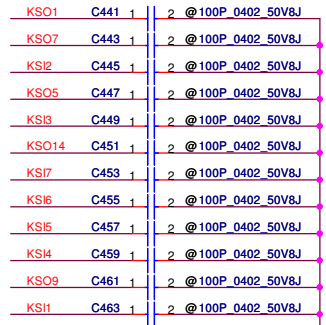 KSO1 C441 1 2 @100P_0402_50V8J
KSO7 C443 1 2 @100P_0402_50V8J
KSI2 C445 1 2 @100P_0402_50V8J
KSO5 C447 1 2 @100P_0402_50V8J
KSI3 C449 1 2 @100P_0402_50V8J
KSO14 C451 1 2 @100P_0402_50V8J
KSI7 C453 1 2 @100P_0402_50V8J
KSI6 C455 1 2 @100P_0402_50V8J
KSI5 C457 1 2 @100P_0402_50V8J
KSI4 C459 1 2 @100P_0402_50V8J
KSO9 C461 1 2 @100P_0402_50V8J
KSI1 C463 1 2 @100P_0402_50V8J